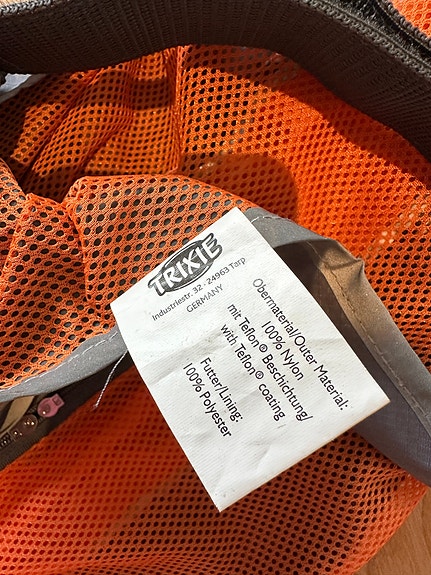 TRIXIE
Industriestr. 32 · 24963 Tarp
GERMANY
Obermaterial/Outer Material:
100% Nylon
mit Teflon® Beschichtung/
with Teflon® coating
Futter/Lining:
100% Polyester